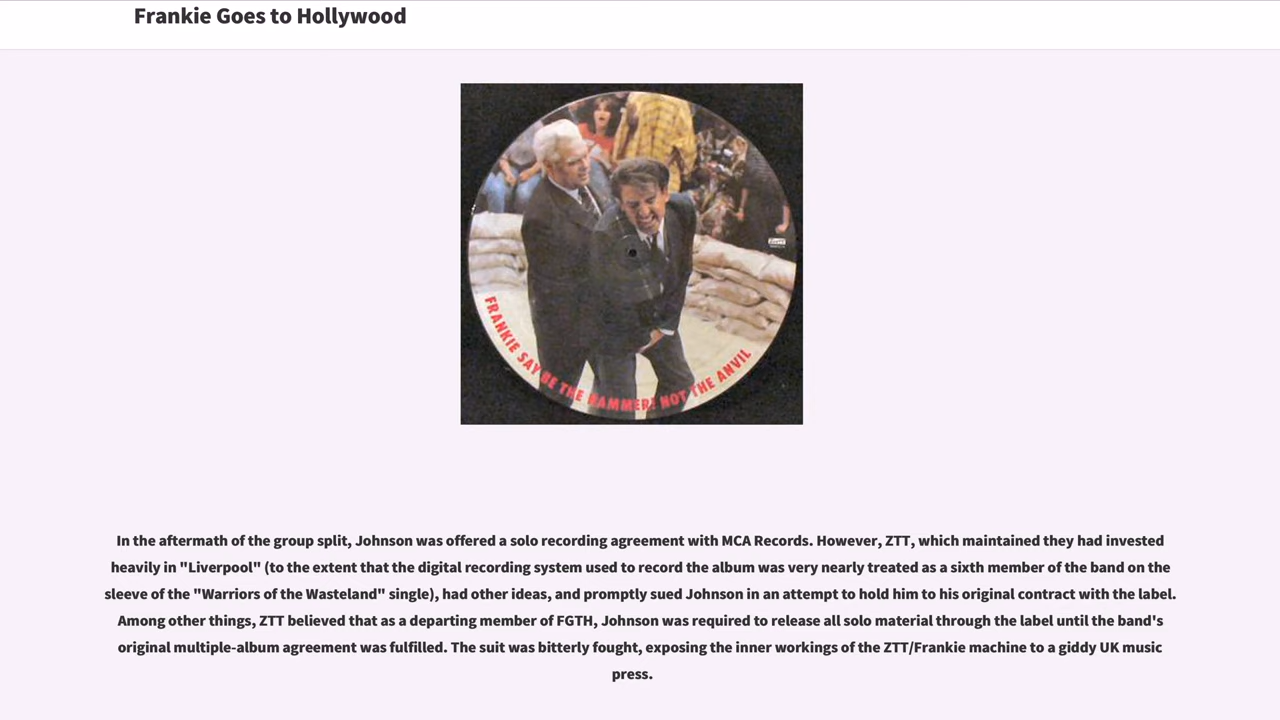 Frankie Goes to Hollywood
FRANKIE SAY BE THE HAMMER! NOT THE ANVIL
In the aftermath of the group split, Johnson was offered a solo recording agreement with MCA Records. However, ZTT, which maintained they had invested
heavily in "Liverpool" (to the extent that the digital recording system used to record the album was very nearly treated as a sixth member of the band on the
sleeve of the "Warriors of the Wasteland" single), had other ideas, and promptly sued Johnson in an attempt to hold him to his original contract with the label.
Among other things, ZTT believed that as a departing member of FGTH, Johnson was required to release all solo material through the label until the band's
original multiple-album agreement was fulfilled. The suit was bitterly fought, exposing the inner workings of the ZTT/Frankie machine to a giddy UK music
press.